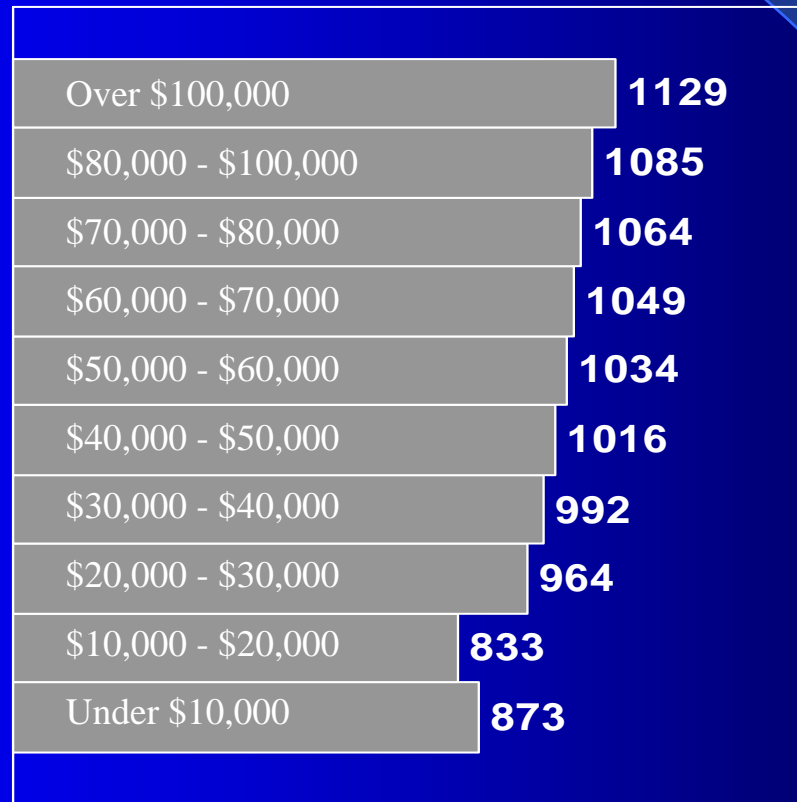 Over $100,000 1129
$80,000 - $100,000 1085
$70,000 - $80,000 1064
$60,000 - $70,000 1049
$50,000 - $60,000 1034
$40,000 - $50,000 1016
$30,000 - $40,000 992
$20,000 - $30,000 964
$10,000 - $20,000 833
Under $10,000 873